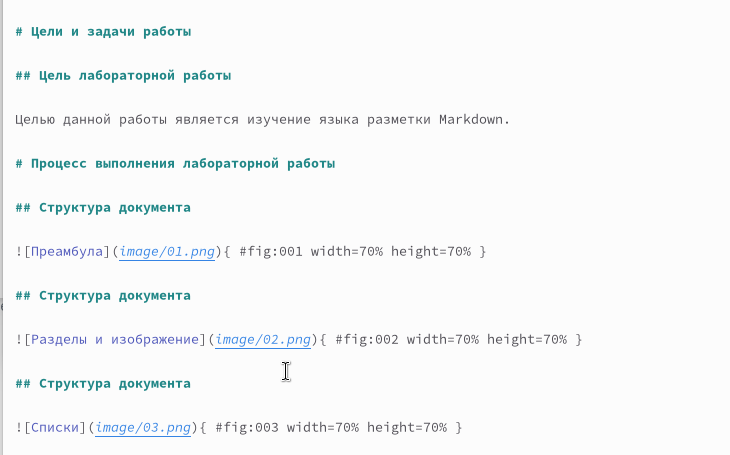 # Цели и задачи работы
## Цель лабораторной работы
Целью данной работы является изучение языка разметки Markdown.
# Процесс выполнения лабораторной работы
## Структура документа
![Преамбула](image/01.png){ #fig:001 width=70% height=70% }
## Структура документа
![Разделы и изображение](image/02.png){ #fig:002 width=70% height=70% }
## Структура документа
![Списки](image/03.png){ #fig:003 width=70% height=70% }